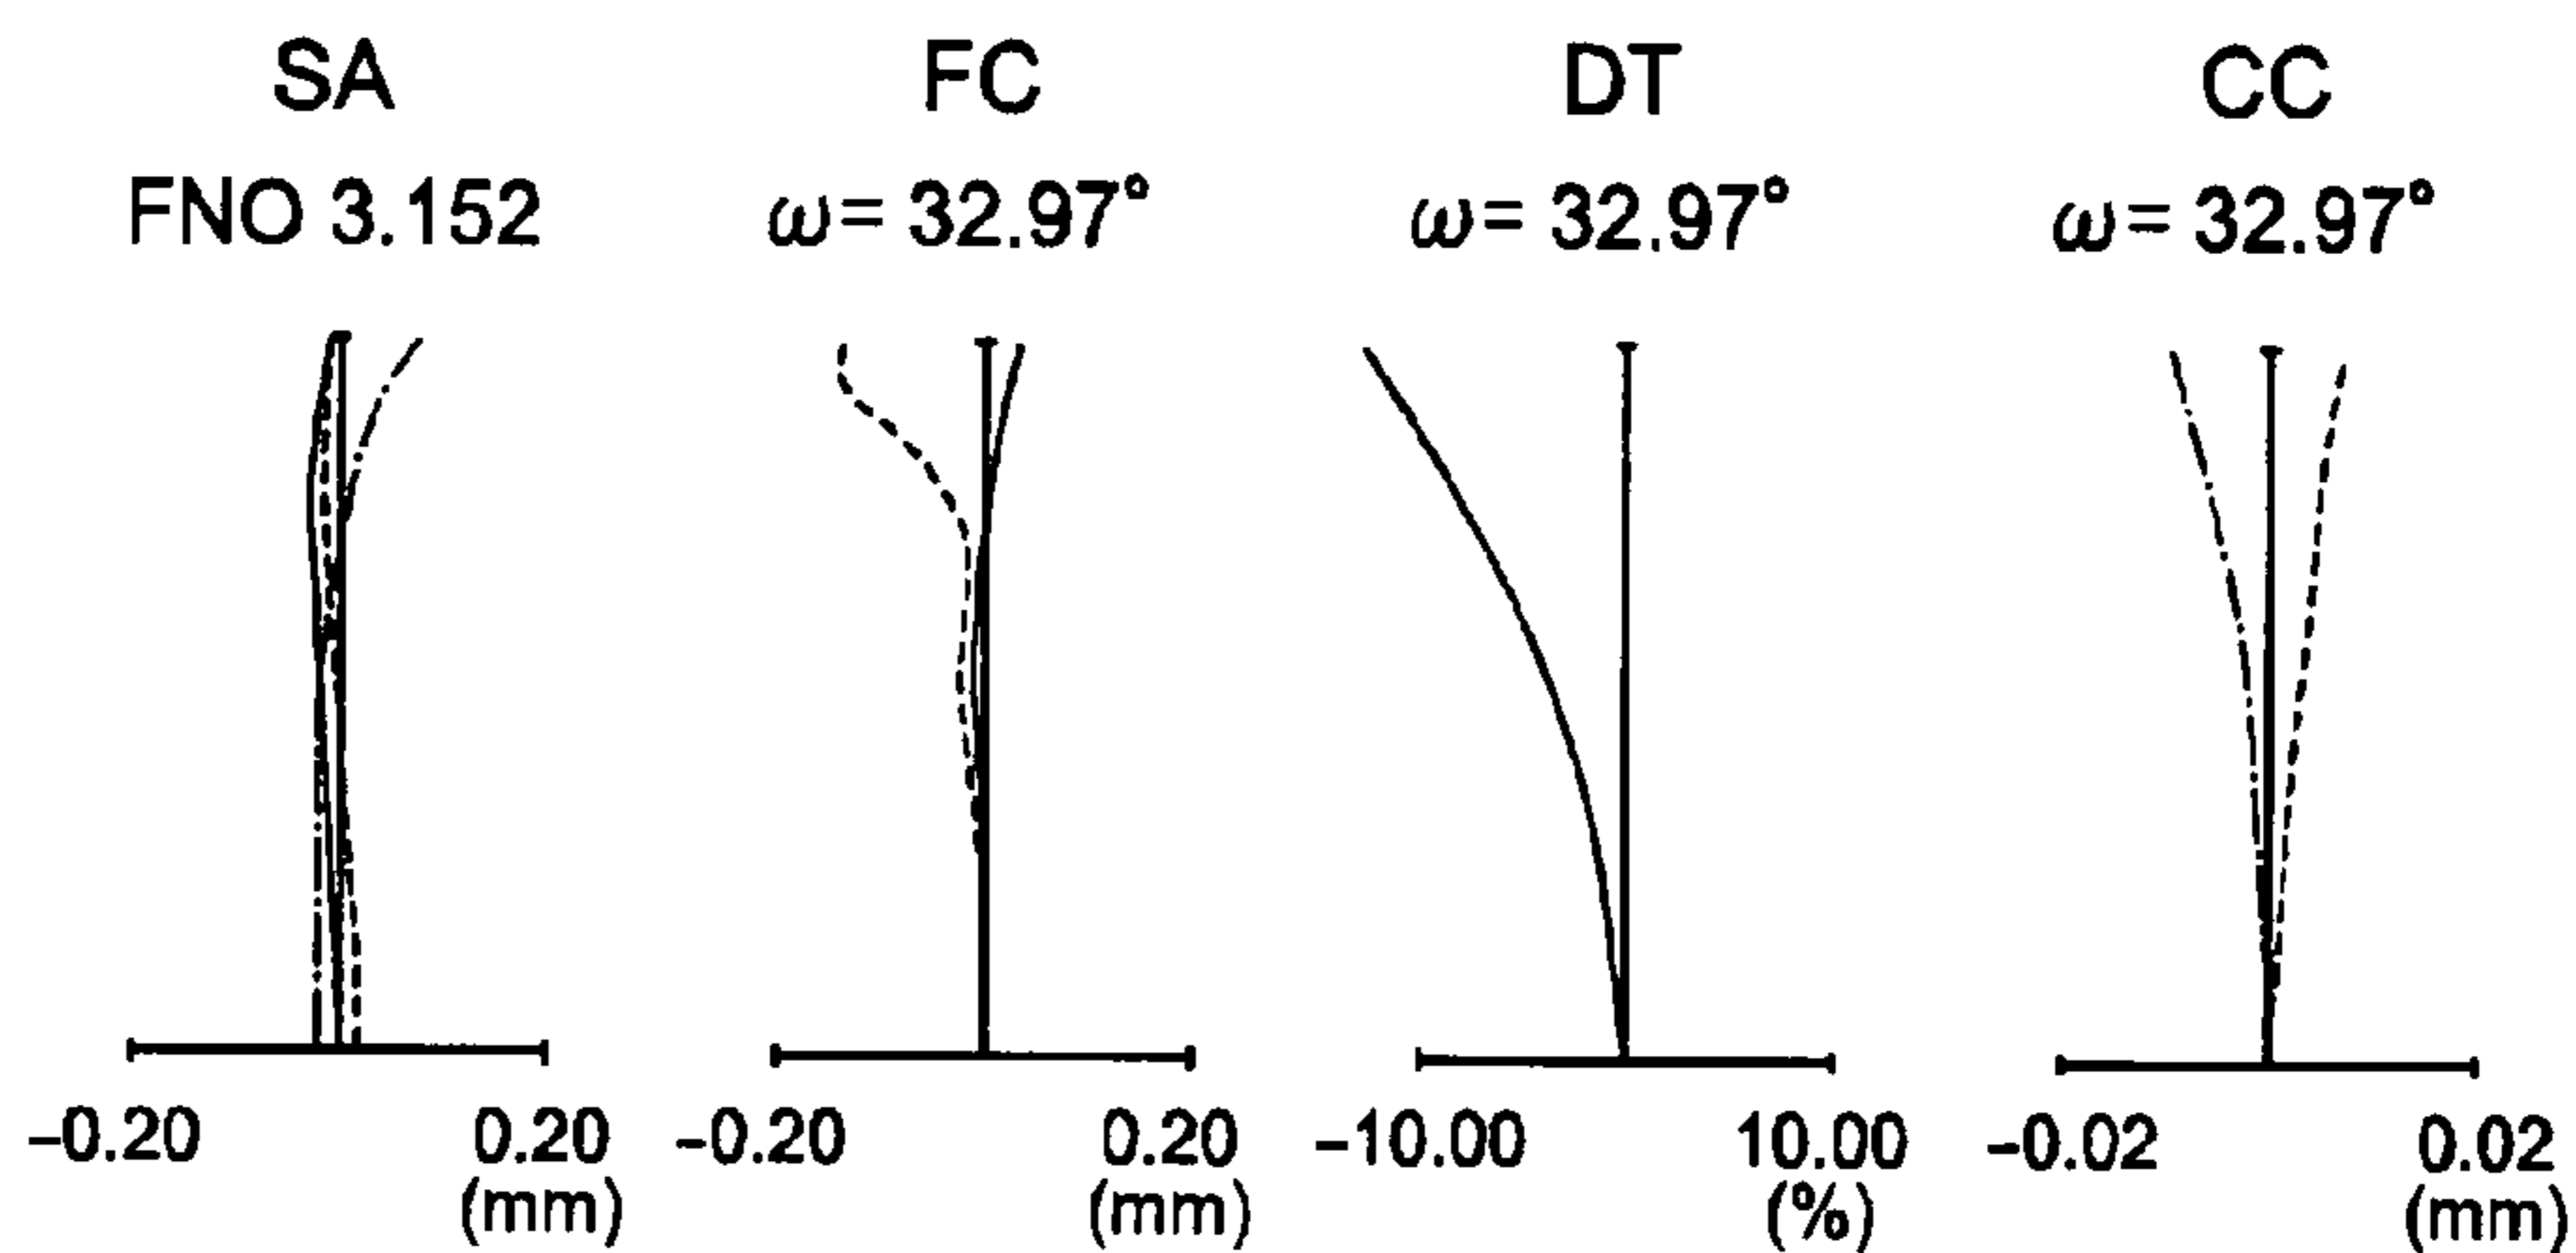 SA FC DT CC
FNO 3.152 ω= 32.97° ω= 32.97° ω= 32.97°
–0.20 0.20 –0.20 0.20 –10.00 10.00 –0.02 0.02
(mm) (mm) (%) (mm)